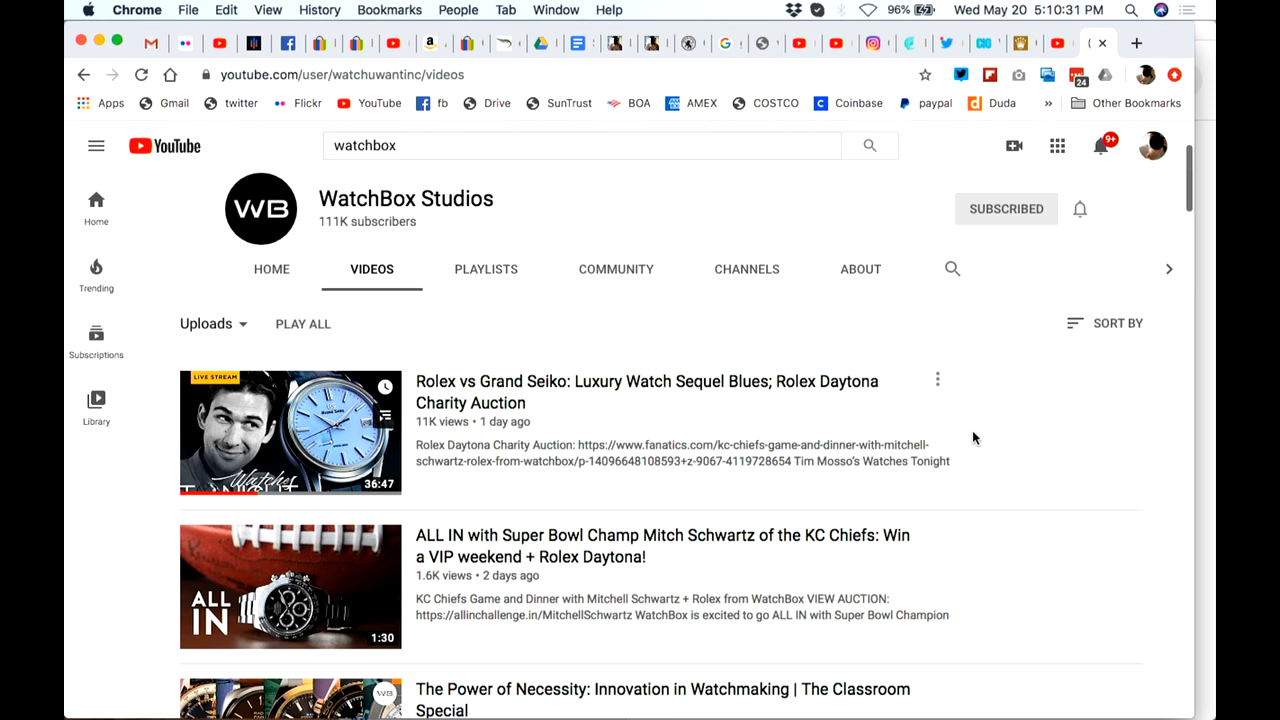 Chrome File Edit View History Bookmarks People Tab Window Help 96% Wed May 20 5:10:31 PM
youtube.com/user/watchuwantinc/videos
24
Apps Gmail twitter Flickr YouTube fb Drive SunTrust BOA AMEX COSTCO Coinbase paypal Duda » Other Bookmarks
YouTube watchbox 9+
WB
WatchBox Studios
111K subscribers
SUBSCRIBED
Home
Trending
Subscriptions
Library
HOME VIDEOS PLAYLISTS COMMUNITY CHANNELS ABOUT
Uploads PLAY ALL SORT BY
LIVE STREAM
Watches
TONIGHT
36:47
Rolex vs Grand Seiko: Luxury Watch Sequel Blues; Rolex Daytona
Charity Auction
11K views • 1 day ago
Rolex Daytona Charity Auction: https://www.fanatics.com/kc-chiefs-game-and-dinner-with-mitchell-
schwartz-rolex-from-watchbox/p-14096648108593+z-9067-4119728654 Tim Mosso's Watches Tonight
ALL
IN
1:30
ALL IN with Super Bowl Champ Mitch Schwartz of the KC Chiefs: Win
a VIP weekend + Rolex Daytona!
1.6K views • 2 days ago
KC Chiefs Game and Dinner with Mitchell Schwartz + Rolex from WatchBox VIEW AUCTION:
https://allinchallenge.in/MitchellSchwartz WatchBox is excited to go ALL IN with Super Bowl Champion
WB
The Power of Necessity: Innovation in Watchmaking | The Classroom
Special